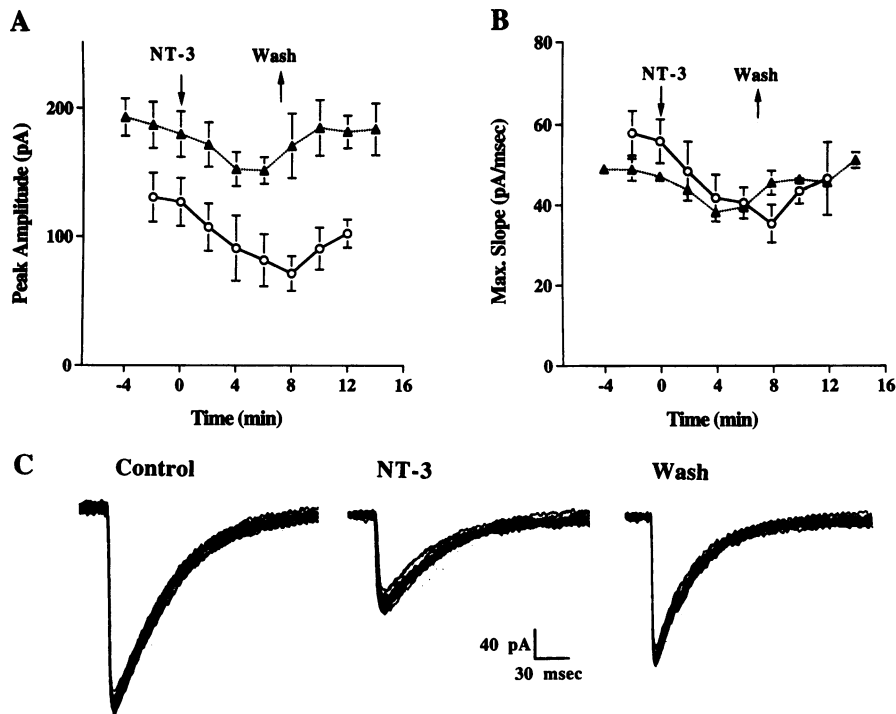 A
NT-3
Wash
Peak Amplitude (pA)
200
100
0
-4 0 4 8 12 16
Time (min)
B
NT-3
Wash
Max. Slope (pA/msec)
80
60
40
20
0
-4 0 4 8 12 16
Time (min)
C
Control
NT-3
Wash
40 pA
30 msec